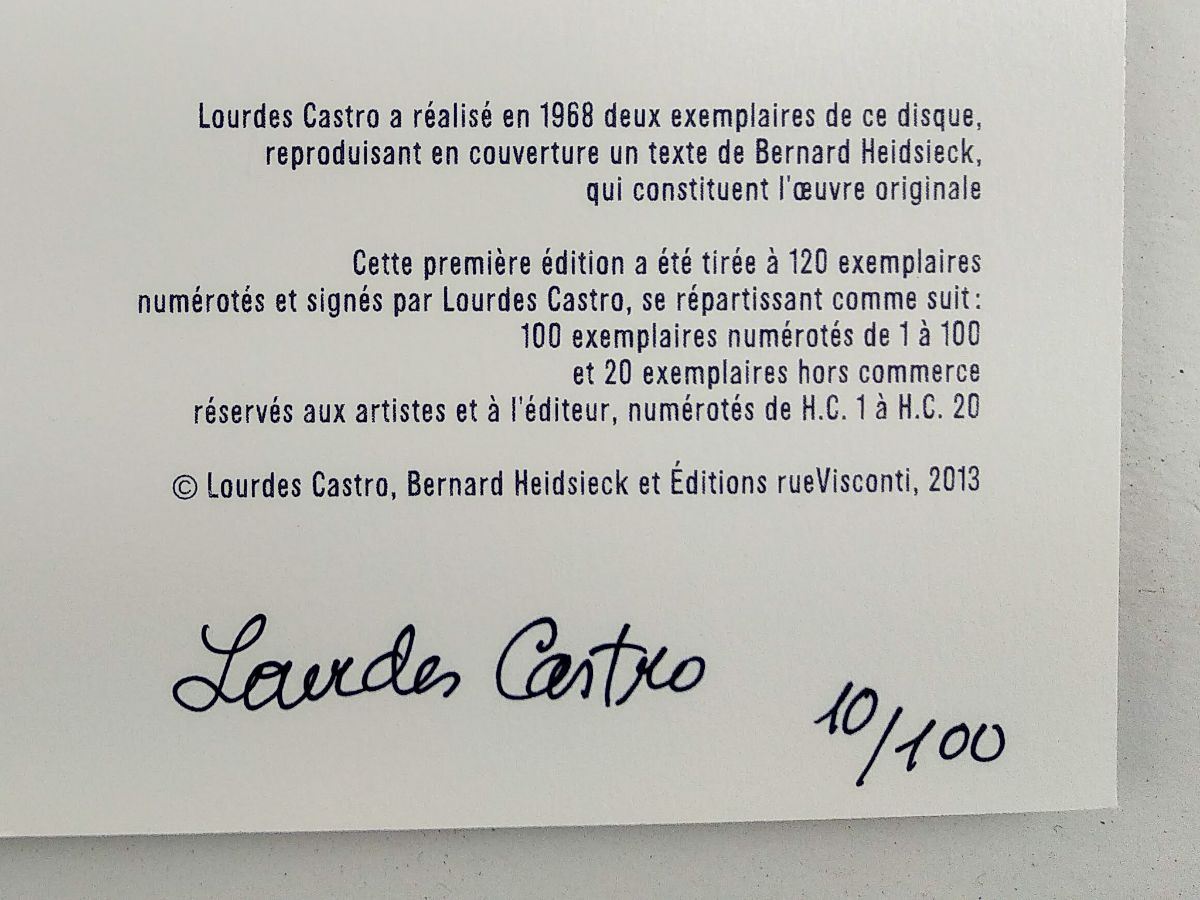 Lourdes Castro a réalisé en 1968 deux exemplaires de ce disque,
reproduisant en couverture un texte de Bernard Heidsieck,
qui constituent l'œuvre originale
Cette première édition a été tirée à 120 exemplaires
numérotés et signés par Lourdes Castro, se répartissant comme suit :
100 exemplaires numérotés de 1 à 100
et 20 exemplaires hors commerce
réservés aux artistes et à l'éditeur, numérotés de H.C. 1 à H.C. 20
© Lourdes Castro, Bernard Heidsieck et Éditions rueVisconti, 2013
Lourdes Castro
10/100